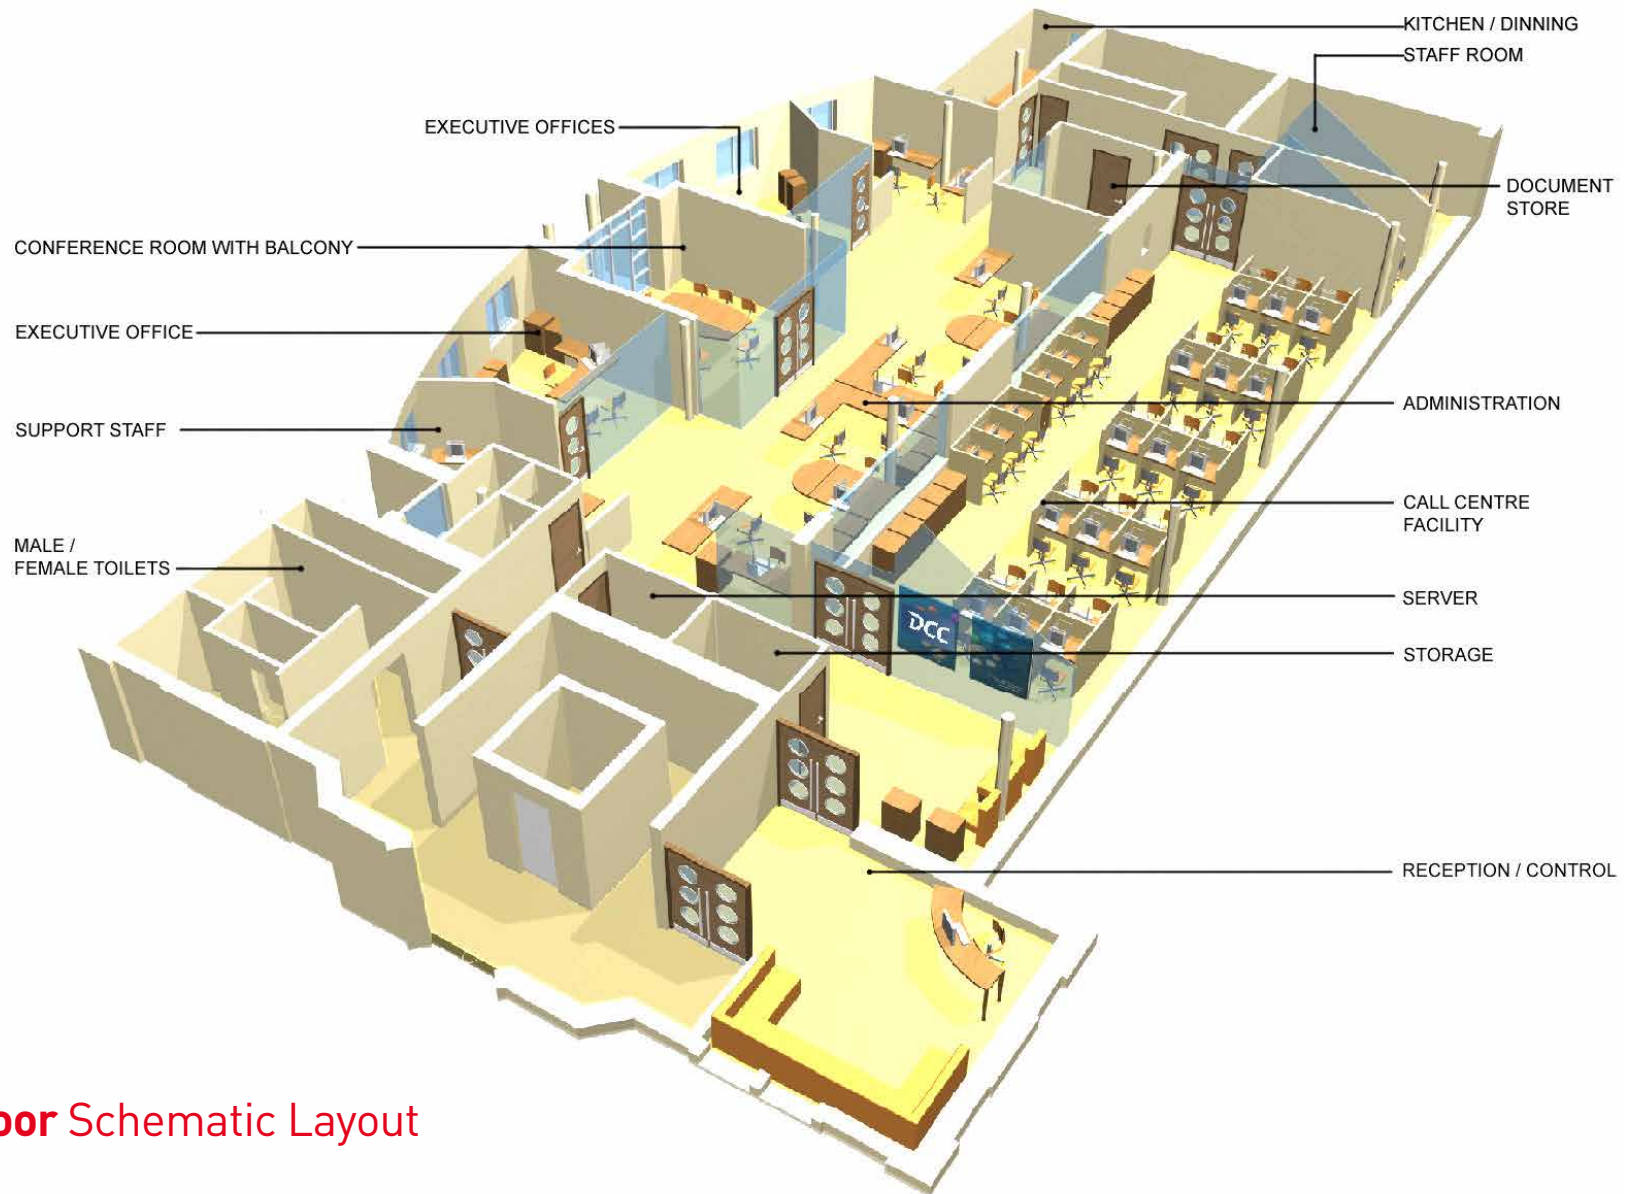 KITCHEN / DINNING
STAFF ROOM
EXECUTIVE OFFICES
DOCUMENT
STORE
CONFERENCE ROOM WITH BALCONY
EXECUTIVE OFFICE
ADMINISTRATION
SUPPORT STAFF
CALL CENTRE
FACILITY
MALE /
FEMALE TOILETS
SERVER
DCC
STORAGE
RECEPTION / CONTROL
oor Schematic Layout